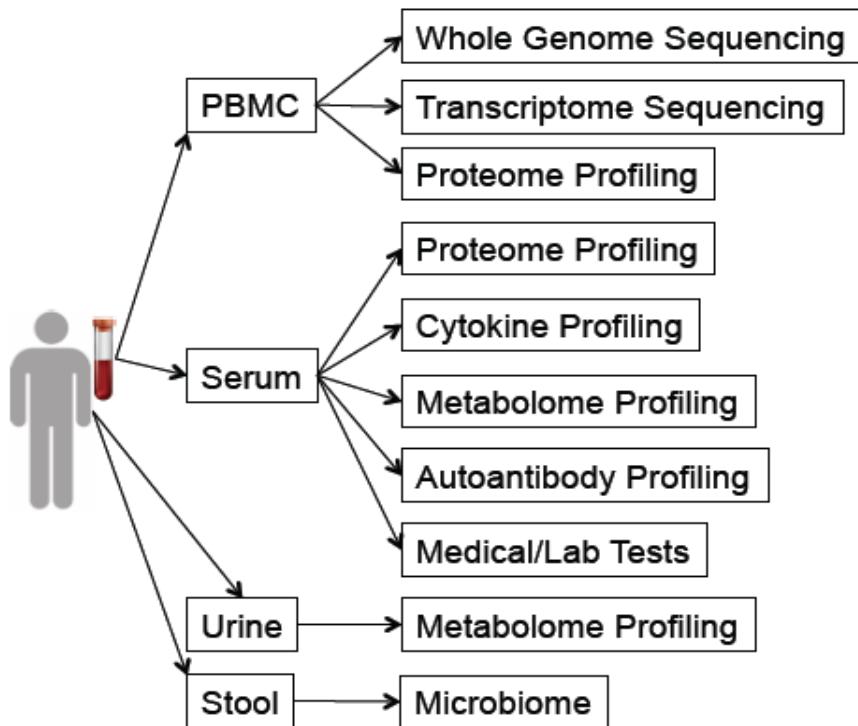 Whole Genome Sequencing
PBMC
Transcriptome Sequencing
Proteome Profiling
Proteome Profiling
Cytokine Profiling
Serum
Metabolome Profiling
Autoantibody Profiling
Medical/Lab Tests
Urine
Metabolome Profiling
Stool
Microbiome